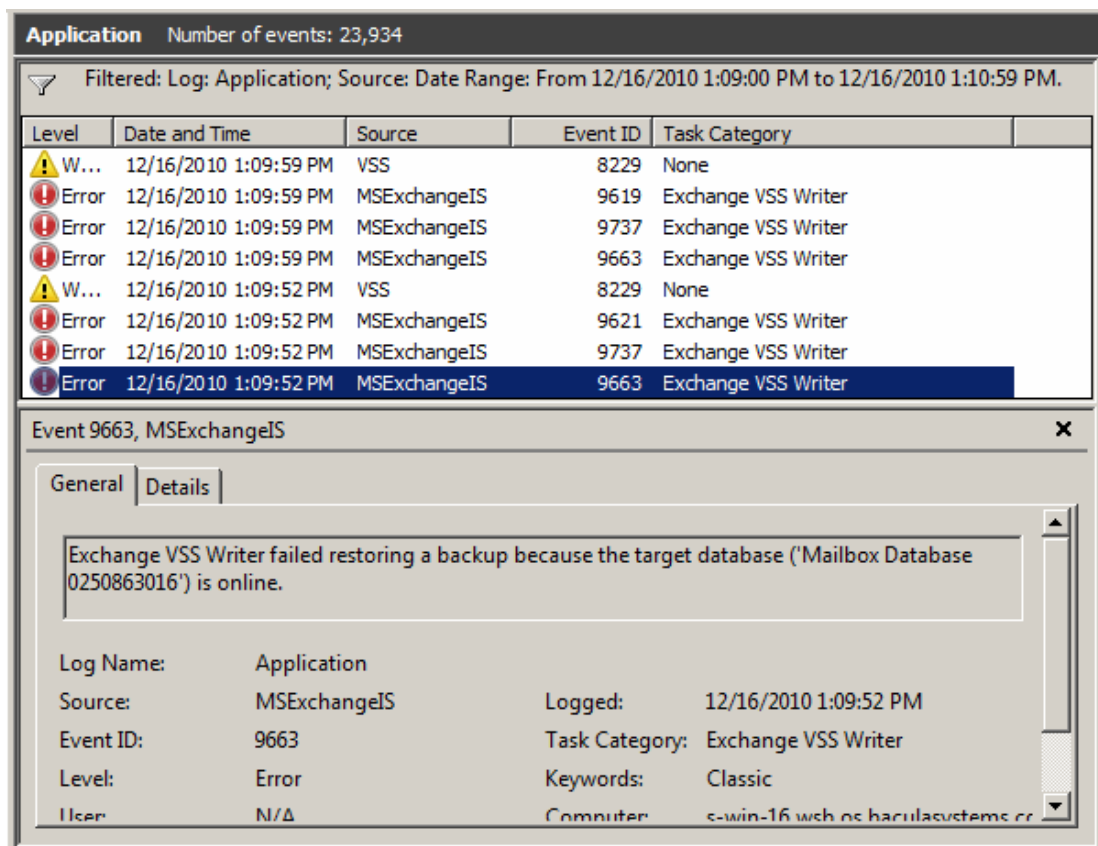 Application Number of events: 23,934
Filtered: Log: Application; Source: Date Range: From 12/16/2010 1:09:00 PM to 12/16/2010 1:10:59 PM.
Level Date and Time Source Event ID Task Category
W... 12/16/2010 1:09:59 PM VSS 8229 None
Error 12/16/2010 1:09:59 PM MSExchangeIS 9619 Exchange VSS Writer
Error 12/16/2010 1:09:59 PM MSExchangeIS 9737 Exchange VSS Writer
Error 12/16/2010 1:09:59 PM MSExchangeIS 9663 Exchange VSS Writer
W... 12/16/2010 1:09:52 PM VSS 8229 None
Error 12/16/2010 1:09:52 PM MSExchangeIS 9621 Exchange VSS Writer
Error 12/16/2010 1:09:52 PM MSExchangeIS 9737 Exchange VSS Writer
Error 12/16/2010 1:09:52 PM MSExchangeIS 9663 Exchange VSS Writer
Event 9663, MSExchangeIS
General Details
Exchange VSS Writer failed restoring a backup because the target database ('Mailbox Database
0250863016') is online.
Log Name: Application
Source: MSExchangeIS Logged: 12/16/2010 1:09:52 PM
Event ID: 9663 Task Category: Exchange VSS Writer
Level: Error Keywords: Classic
User: N/A Computer: s-win-16.wsb.os.baculasystems.cc